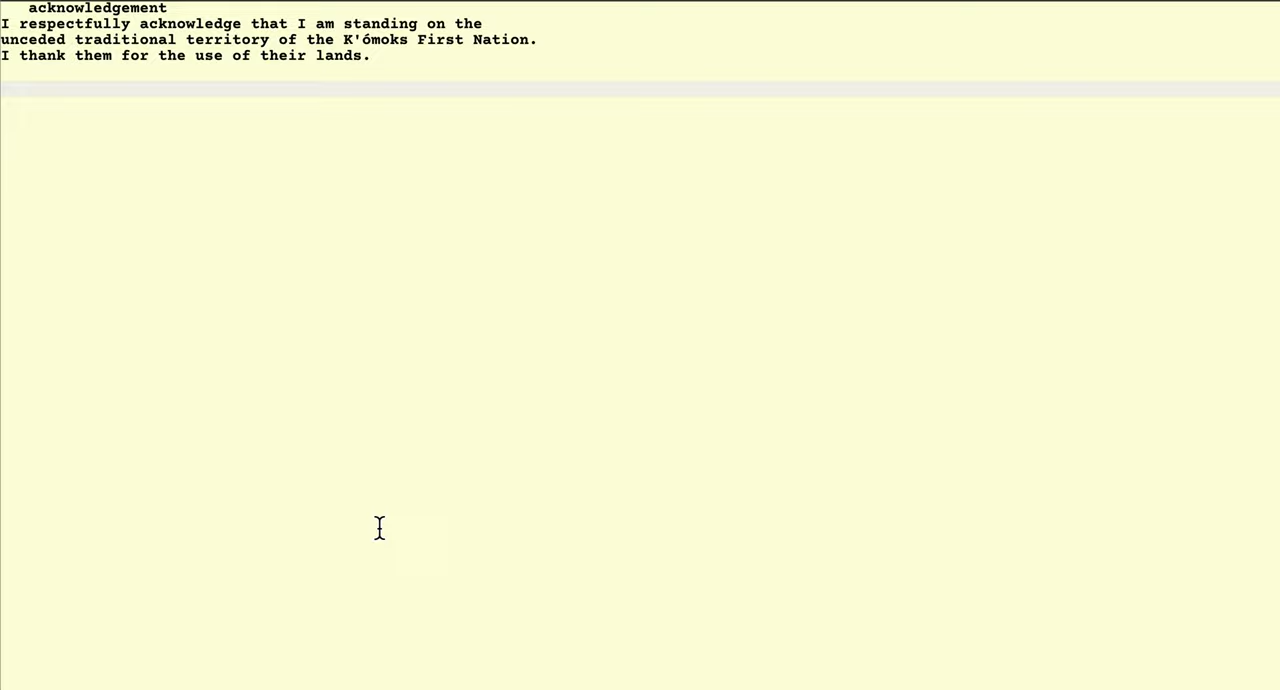 acknowledgement
I respectfully acknowledge that I am standing on the
unceded traditional territory of the K'ómoks First Nation.
I thank them for the use of their lands.